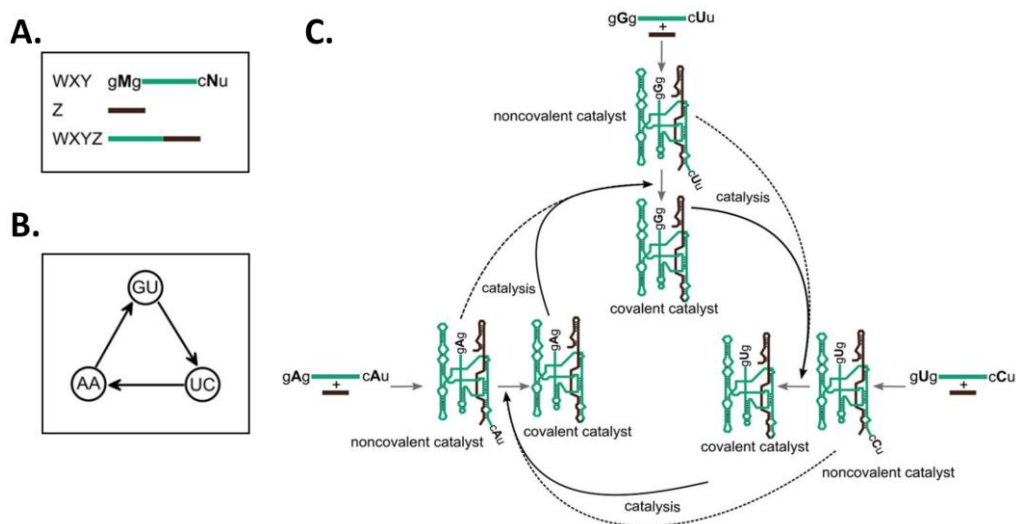 A.
WXY gMg cNu
Z
WXYZ
B.
GU
AA
UC
C.
gGg cUu
+
gGg
noncovalent catalyst
cUu
catalysis
gGg
covalent catalyst
catalysis
gAg cAu
+
gAg
cAu
noncovalent catalyst
gAg
covalent catalyst
gUg
covalent catalyst
gUg
cCu
noncovalent catalyst
gUg cCu
+
catalysis